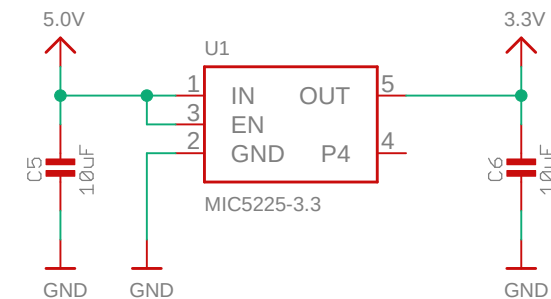 5.0V
3.3V
U1
1 IN OUT 5
3 EN
2 GND P4 4
C5 10uF
C6 10uF
MIC5225-3.3
GND GND GND